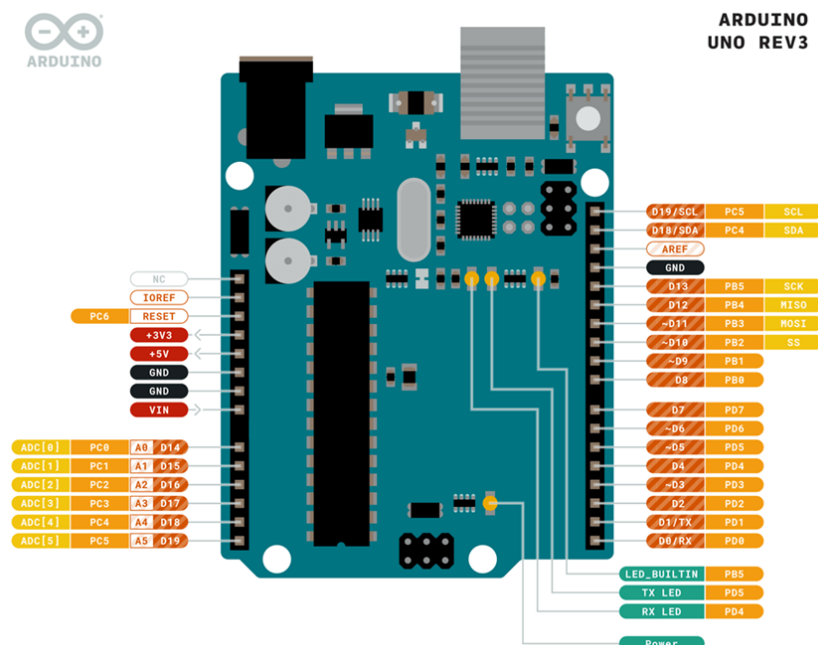 ARDUINO
ARDUINO
UNO REV3
D19/SCL PC5 SCL
D18/SDA PC4 SDA
AREF
GND
NC
D13 PB5 SCK
IOREF
D12 PB4 MISO
PC6 RESET
~D11 PB3 MOSI
+3V3
~D10 PB2 SS
+5V
~D9 PB1
GND
D8 PB0
GND
VIN
D7 PD7
~D6 PD6
ADC[0] PC0 A0 D14
~D5 PD5
ADC[1] PC1 A1 D15
D4 PD4
ADC[2] PC2 A2 D16
~D3 PD3
ADC[3] PC3 A3 D17
D2 PD2
ADC[4] PC4 A4 D18
D1/TX PD1
ADC[5] PC5 A5 D19
D0/RX PD0
LED_BUILTIN PB5
TX LED PD5
RX LED PD4
Power